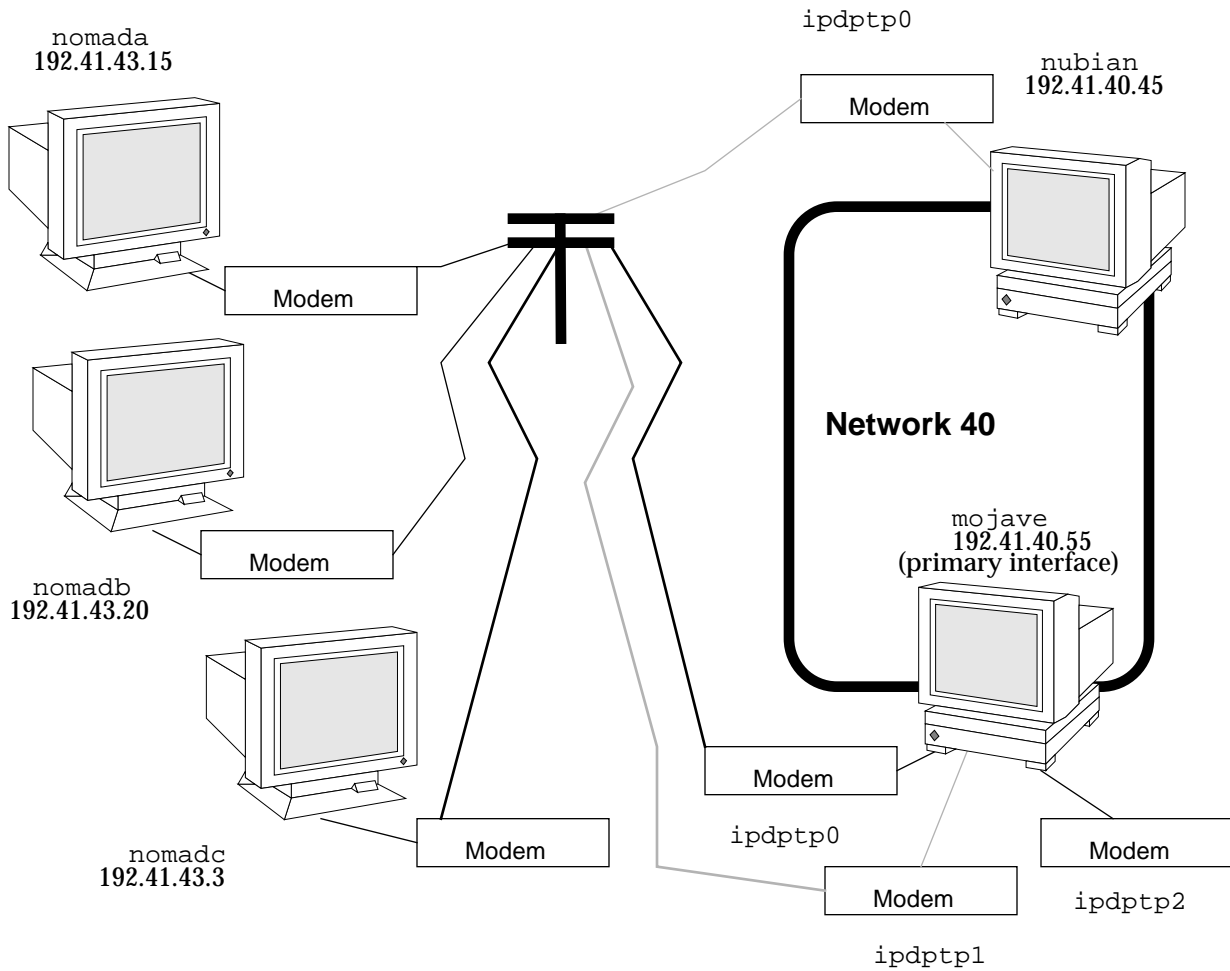 ipdptp0
nomada
192.41.43.15
nubian
192.41.40.45
Modem
Modem
Network 40
mojave
192.41.40.55
(primary interface)
Modem
nomadb
192.41.43.20
Modem
ipdptp0
nomadc
192.41.43.3
Modem
Modem
Modem
ipdptp2
ipdptp1